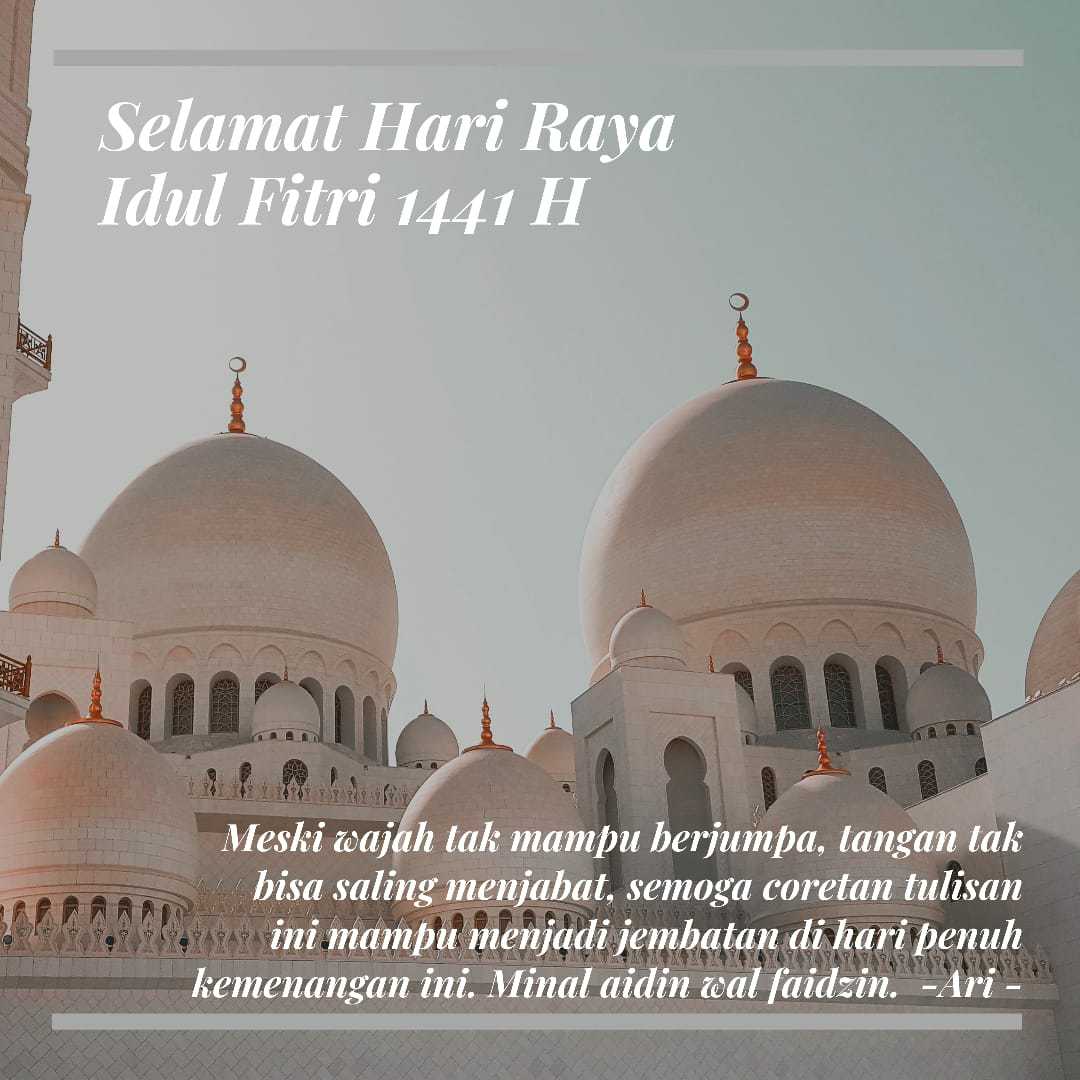 Selamat Hari Raya
Idul Fitri 1441 H
Meski wajah tak mampu berjumpa, tangan tak
bisa saling menjabat, semoga coretan tulisan
ini mampu menjadi jembatan di hari penuh
kemenangan ini. Minal aidin wal faidzin.  -Ari -